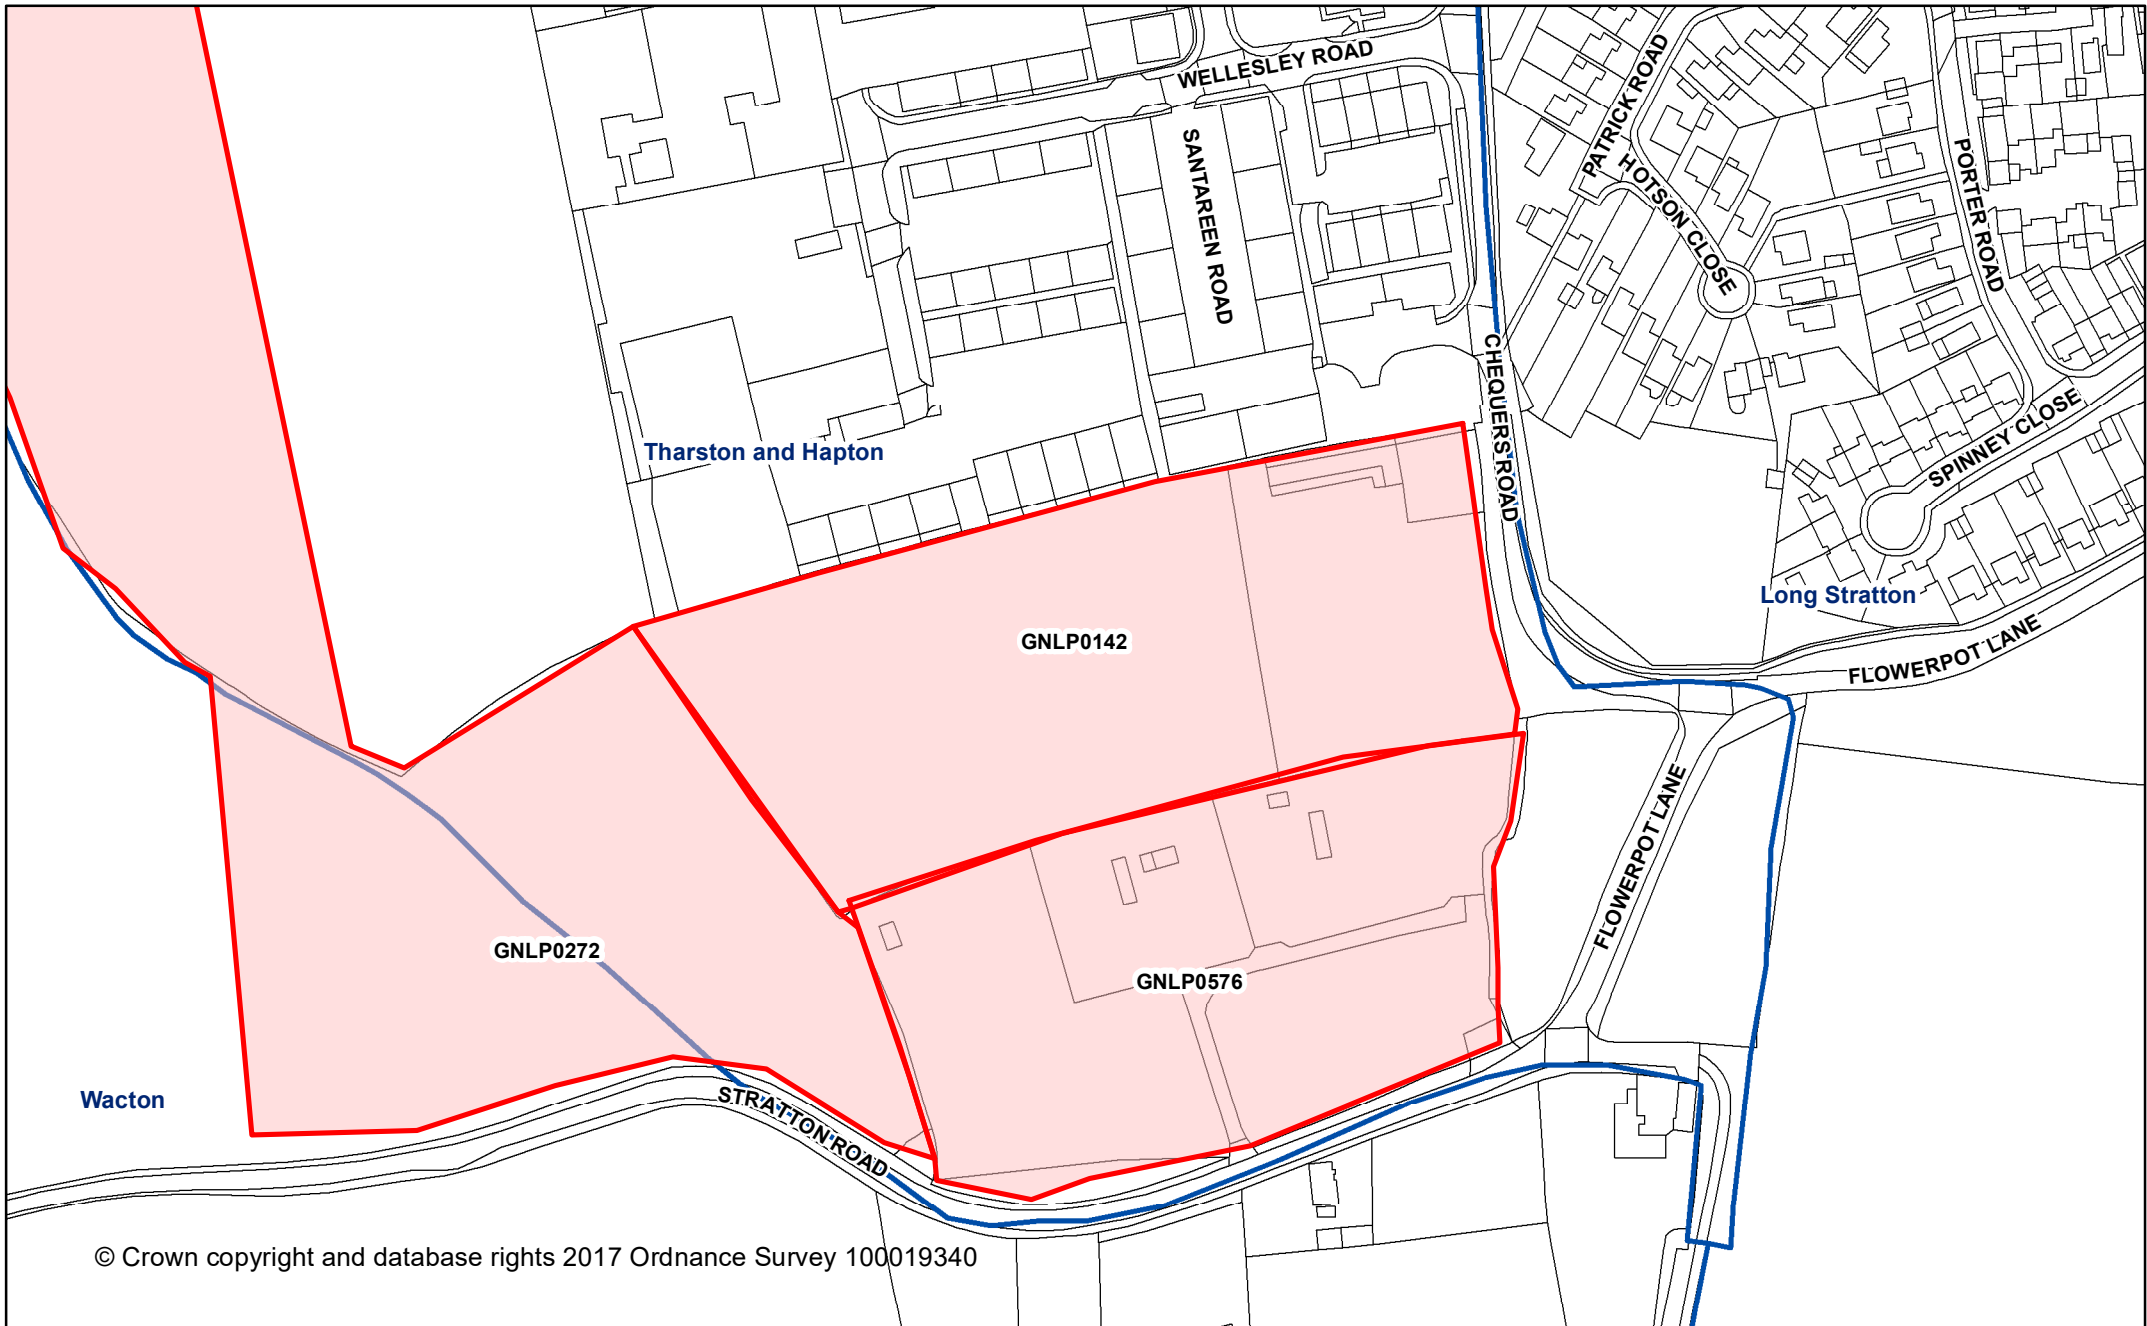 WELLESLEY ROAD
PATRICK ROAD
SANTAREEN ROAD
HOTSON CLOSE
PORTER ROAD
CHEQUERS ROAD
Tharston and Hapton
SPINNEY CLOSE
Long Stratton
GNLP0142
FLOWERPOT LANE
FLOWERPOT LANE
GNLP0272
GNLP0576
Wacton
STRATTON ROAD
© Crown copyright and database rights 2017 Ordnance Survey 100019340